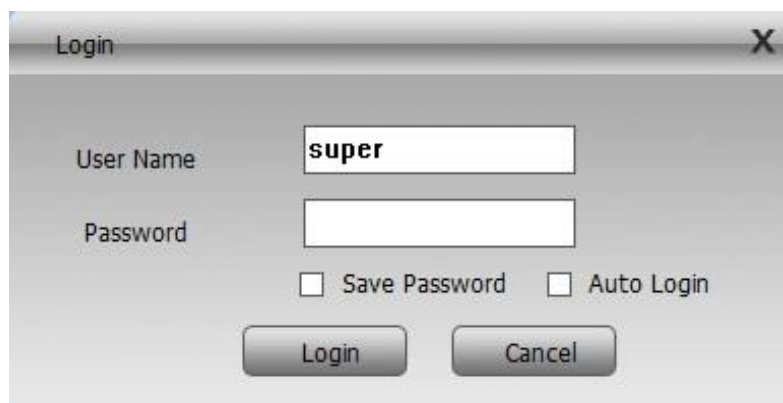 Login X
User Name super
Password
Save Password Auto Login
Login Cancel